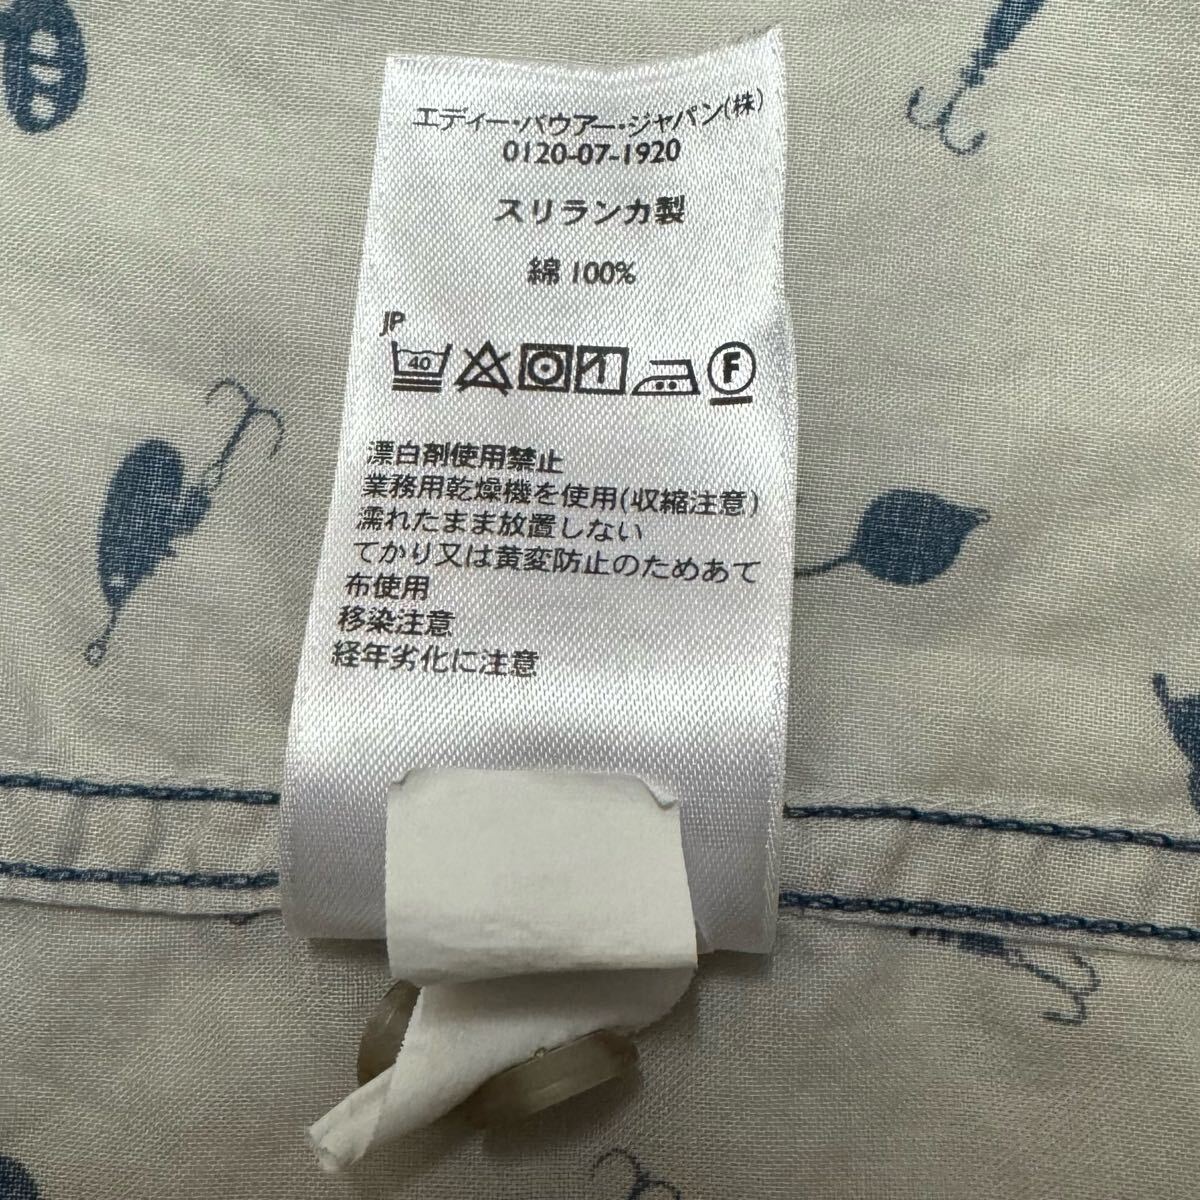 エディー・バウアー・ジャパン(株)
0120-07-1920
スリランカ製
綿 100%
JP
40 F
漂白剤使用禁止
業務用乾燥機を使用(収縮注意)
濡れたまま放置しない
てかり又は黄変防止のためあて
布使用
移染注意
経年劣化に注意